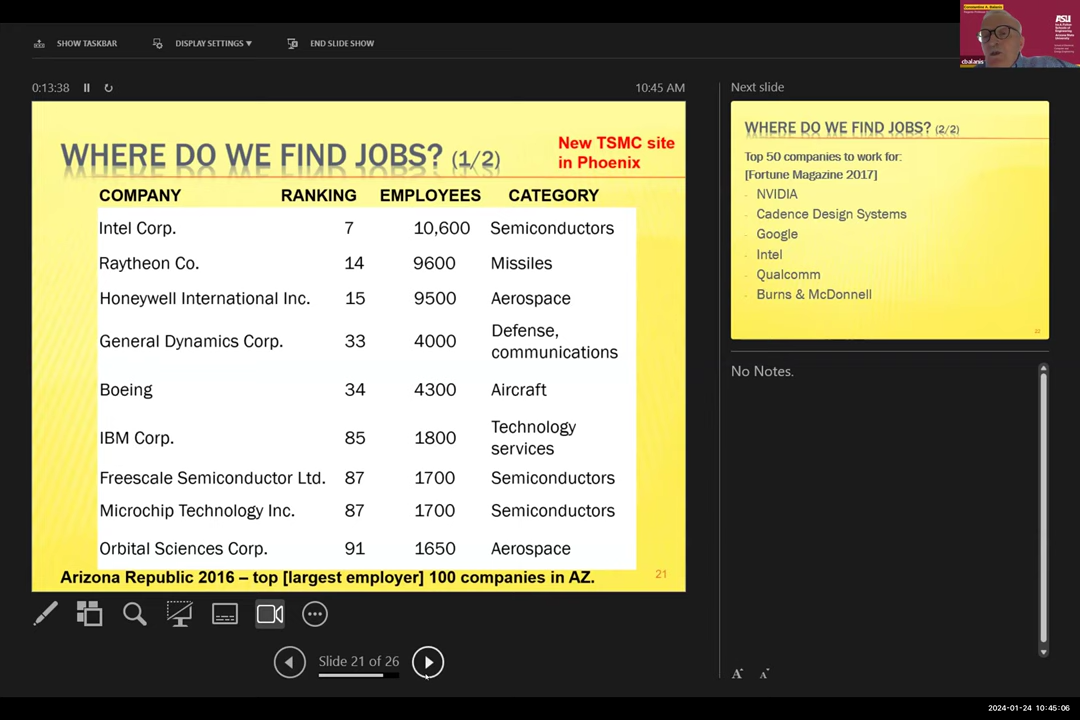 Constantine A. Balanis
ASU
cbalanis
SHOW TASKBAR
DISPLAY SETTINGS ▼
END SLIDE SHOW
0:13:38
10:45 AM
WHERE DO WE FIND JOBS? (1/2)
New TSMC site
in Phoenix
COMPANY RANKING EMPLOYEES CATEGORY
Intel Corp. 7 10,600 Semiconductors
Raytheon Co. 14 9600 Missiles
Honeywell International Inc. 15 9500 Aerospace
General Dynamics Corp. 33 4000 Defense,
communications
Boeing 34 4300 Aircraft
IBM Corp. 85 1800 Technology
services
Freescale Semiconductor Ltd. 87 1700 Semiconductors
Microchip Technology Inc. 87 1700 Semiconductors
Orbital Sciences Corp. 91 1650 Aerospace
Arizona Republic 2016 – top [largest employer] 100 companies in AZ.
21
Slide 21 of 26
Next slide
WHERE DO WE FIND JOBS? (2/2)
Top 50 companies to work for:
[Fortune Magazine 2017]
- NVIDIA
- Cadence Design Systems
- Google
- Intel
- Qualcomm
- Burns & McDonnell
22
No Notes.
A A
2024-01-24 10:45:06